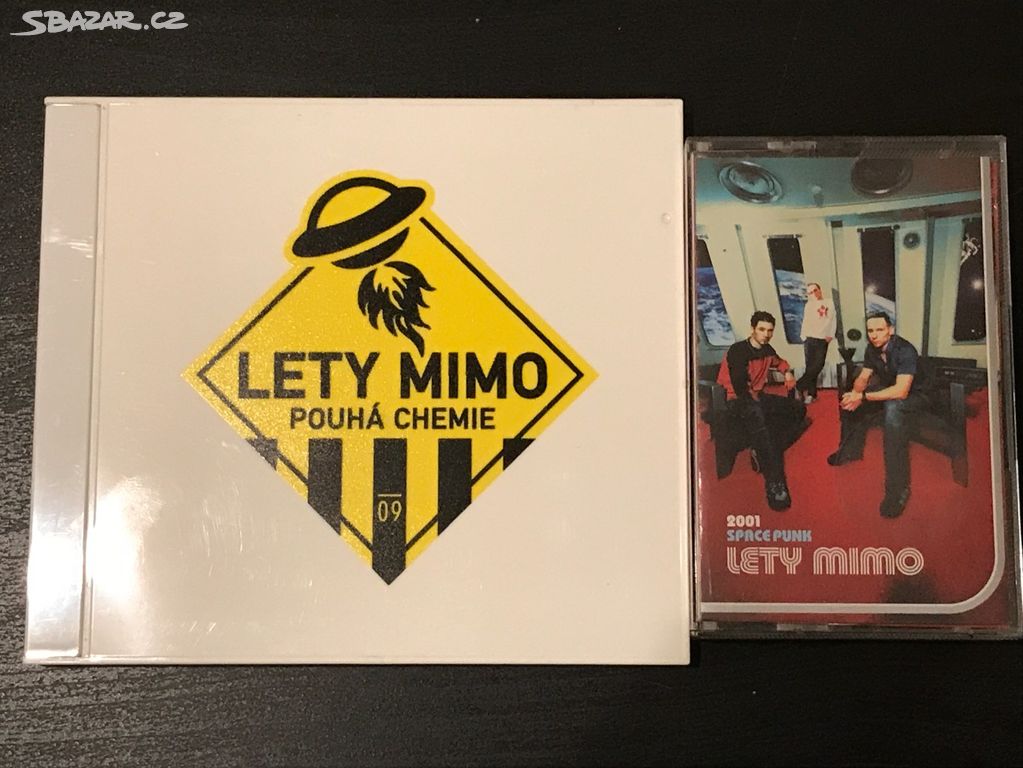 SBAZAR.CZ
LETY MIMO
POUHÁ CHEMIE
09
2001
SPACE PUNK
LETY MIMO